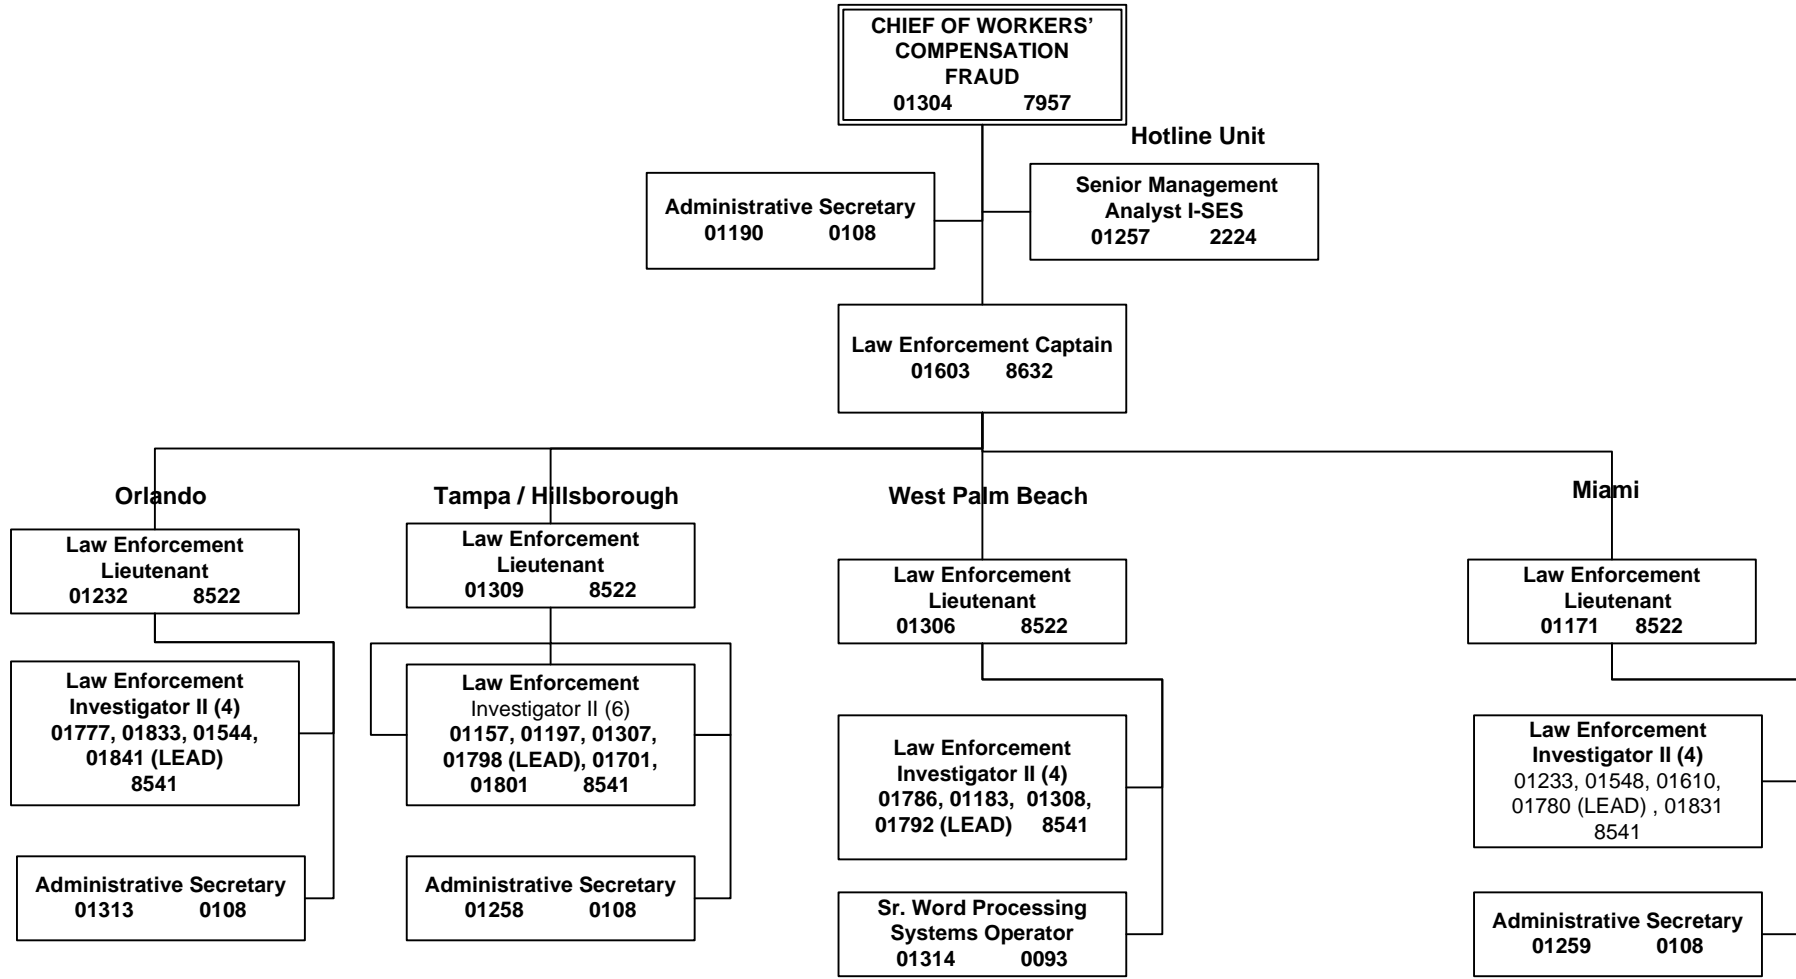 CHIEF OF WORKERS'
COMPENSATION
FRAUD
01304 7957
Hotline Unit
Administrative Secretary
01190 0108
Senior Management
Analyst I-SES
01257 2224
Law Enforcement Captain
01603 8632
Orlando
Law Enforcement
Lieutenant
01232 8522
Law Enforcement
Investigator II (4)
01777, 01833, 01544,
01841 (LEAD)
8541
Administrative Secretary
01313 0108
Tampa / Hillsborough
Law Enforcement
Lieutenant
01309 8522
Law Enforcement
Investigator II (6)
01157, 01197, 01307,
01798 (LEAD), 01701,
01801 8541
Administrative Secretary
01258 0108
West Palm Beach
Law Enforcement
Lieutenant
01306 8522
Law Enforcement
Investigator II (4)
01786, 01183, 01308,
01792 (LEAD) 8541
Sr. Word Processing
Systems Operator
01314 0093
Miami
Law Enforcement
Lieutenant
01171 8522
Law Enforcement
Investigator II (4)
01233, 01548, 01610,
01780 (LEAD) , 01831
8541
Administrative Secretary
01259 0108